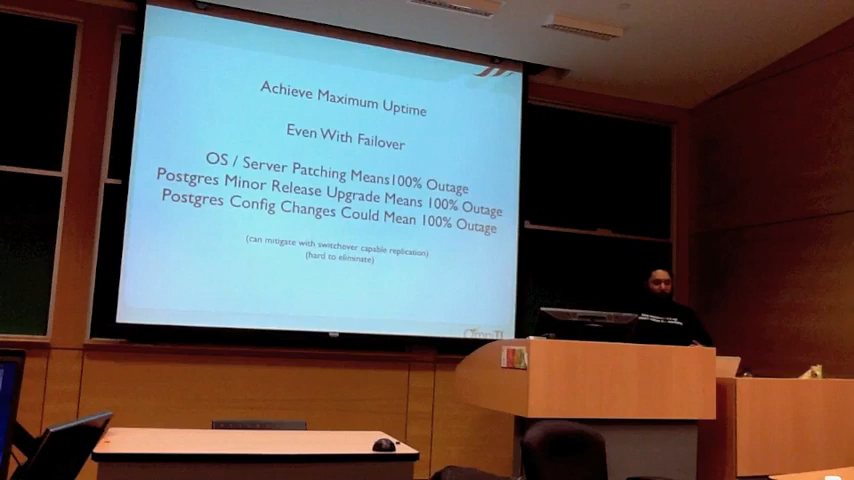 Achieve Maximum Uptime
Even With Failover
OS / Server Patching Means100% Outage
Postgres Minor Release Upgrade Means 100% Outage
Postgres Config Changes Could Mean 100% Outage
(can mitigate with switchover capable replication)
(hard to eliminate)